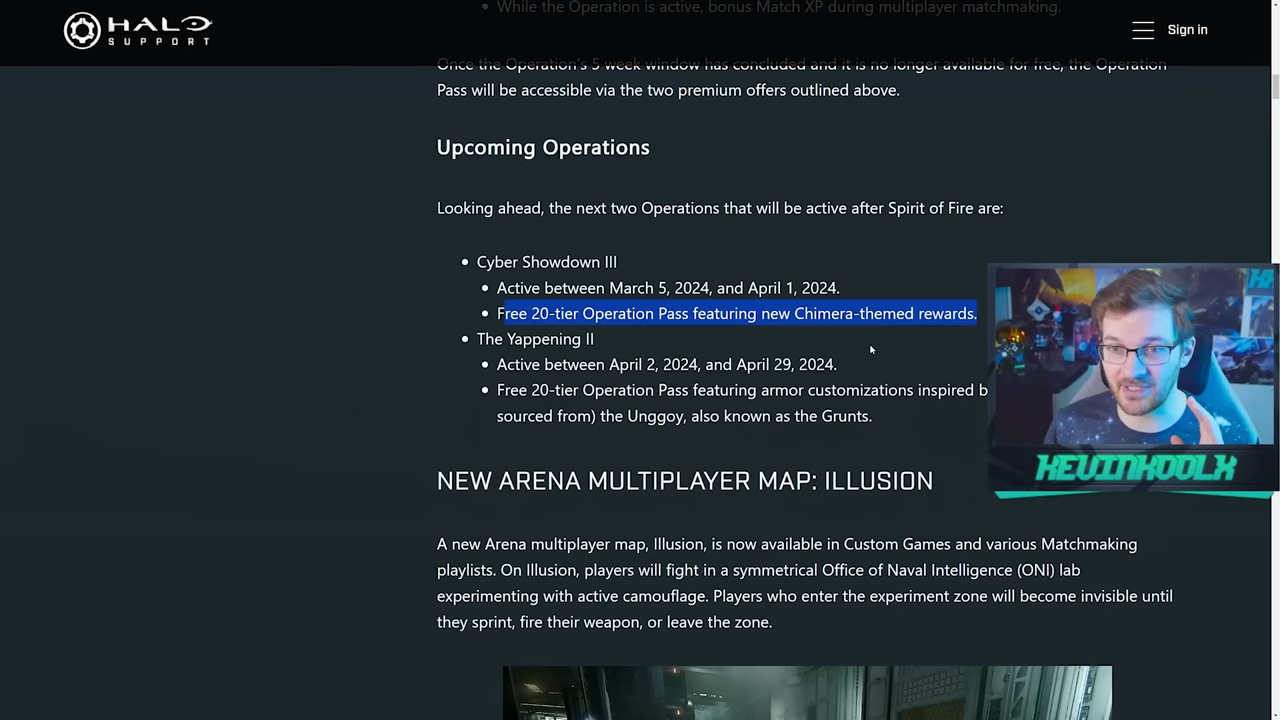 While the Operation is active, bonus Match XP during multiplayer matchmaking.
HALO
SUPPORT
Sign in
Once the Operation's 5 week window has concluded and it is no longer available for free, the Operation
Pass will be accessible via the two premium offers outlined above.
Upcoming Operations
Looking ahead, the next two Operations that will be active after Spirit of Fire are:
Cyber Showdown III
Active between March 5, 2024, and April 1, 2024.
Free 20-tier Operation Pass featuring new Chimera-themed rewards.
The Yappening II
Active between April 2, 2024, and April 29, 2024.
Free 20-tier Operation Pass featuring armor customizations inspired b
sourced from) the Unggoy, also known as the Grunts.
KEVINKOOLX
NEW ARENA MULTIPLAYER MAP: ILLUSION
A new Arena multiplayer map, Illusion, is now available in Custom Games and various Matchmaking
playlists. On Illusion, players will fight in a symmetrical Office of Naval Intelligence (ONI) lab
experimenting with active camouflage. Players who enter the experiment zone will become invisible until
they sprint, fire their weapon, or leave the zone.